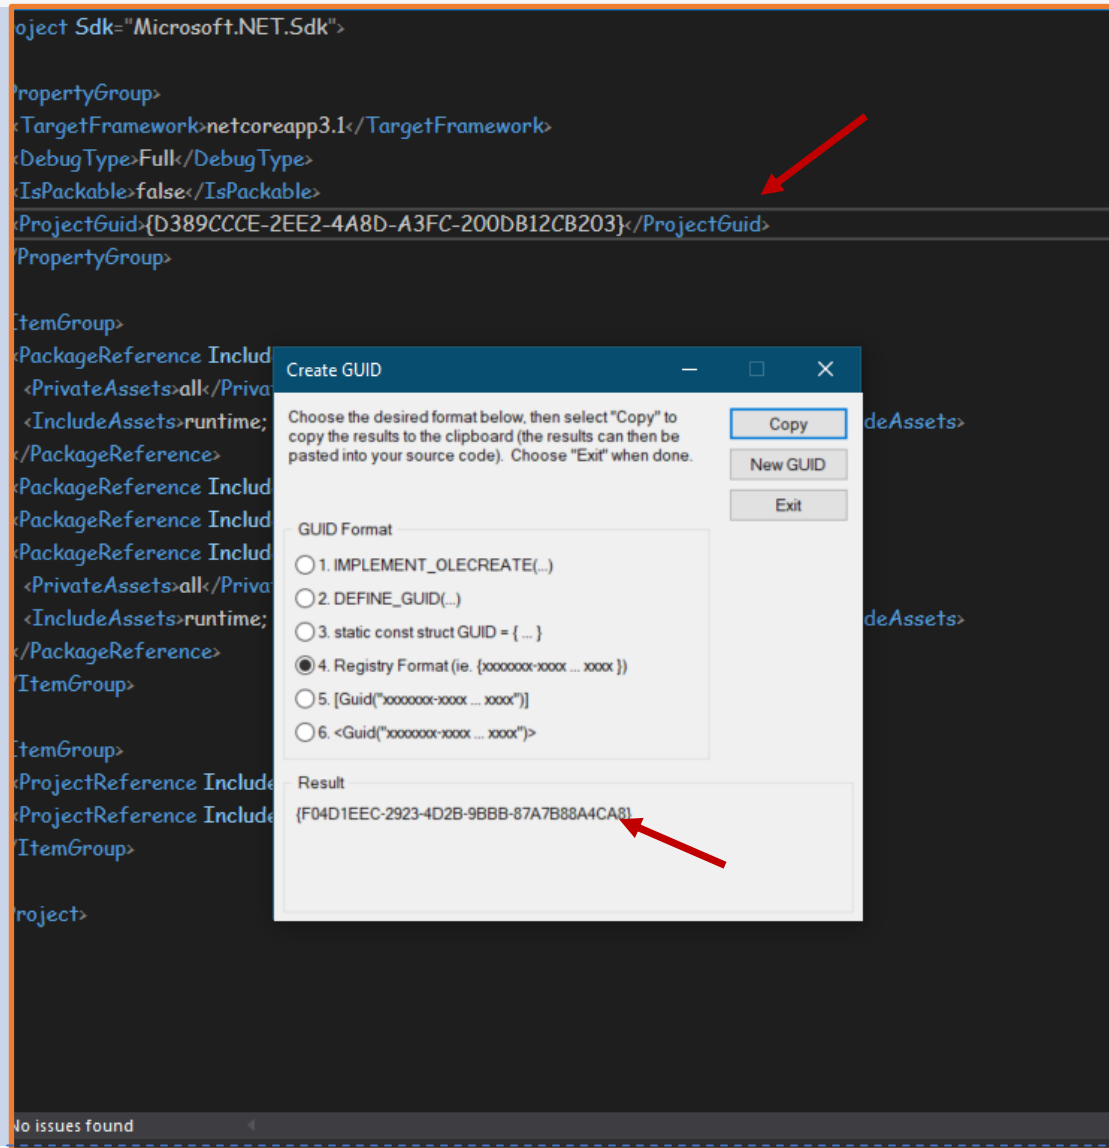 oject Sdk="Microsoft.NET.Sdk">
PropertyGroup>
<TargetFramework>netcoreapp3.1</TargetFramework>
<DebugType>Full</DebugType>
<IsPackable>false</IsPackable>
<ProjectGuid>{D389CCCE-2EE2-4A8D-A3FC-200DB12CB203}</ProjectGuid>
/PropertyGroup>
ItemGroup>
<PackageReference Includ
<PrivateAssets>all</Priva
<IncludeAssets>runtime; deAssets>
</PackageReference>
<PackageReference Includ
<PackageReference Includ
<PackageReference Includ
<PrivateAssets>all</Priva
<IncludeAssets>runtime; deAssets>
</PackageReference>
/ItemGroup>
ItemGroup>
<ProjectReference Include
<ProjectReference Include
/ItemGroup>
Project>
No issues found
Create GUID
Choose the desired format below, then select "Copy" to
copy the results to the clipboard (the results can then be
pasted into your source code). Choose "Exit" when done.
Copy
New GUID
Exit
GUID Format
1. IMPLEMENT_OLECREATE(...)
2. DEFINE_GUID(...)
3. static const struct GUID = { ... }
4. Registry Format (ie. {xxxxxxx-xxxx ... xxxx })
5. [Guid("xxxxxxx-xxxx ... xxxx")]
6. <Guid("xxxxxxx-xxxx ... xxxx")>
Result
{F04D1EEC-2923-4D2B-9BBB-87A7B88A4CA8}